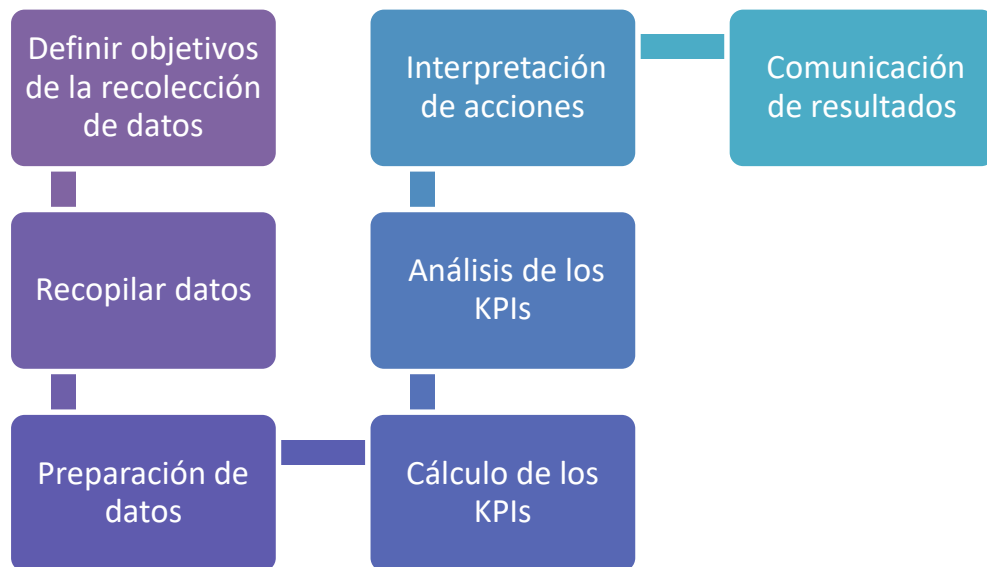 Definir objetivos
de la recolección
de datos
Recopilar datos
Preparación de
datos
Cálculo de los
KPIs
Análisis de los
KPIs
Interpretación
de acciones
Comunicación
de resultados